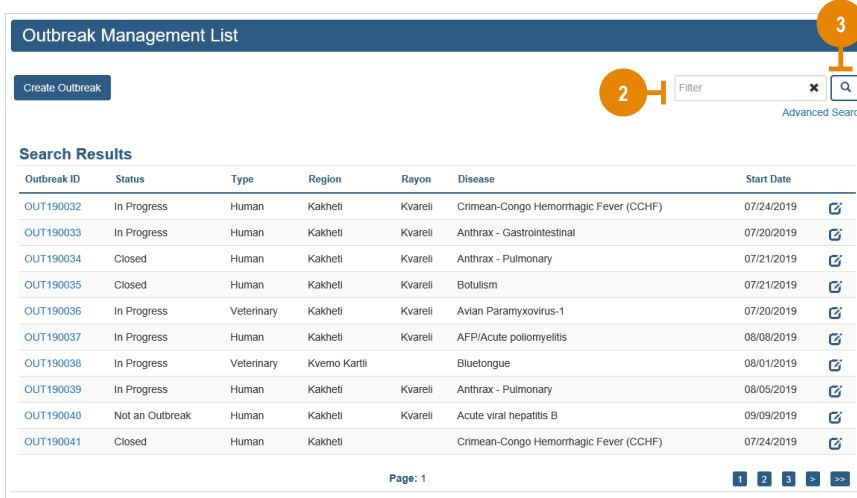 3
Outbreak Management List
Create Outbreak
2
Filter
Advanced Searc
Search Results
Outbreak ID Status Type Region Rayon Disease Start Date
OUT190032 In Progress Human Kakheti Kvareli Crimean-Congo Hemorrhagic Fever (CCHF) 07/24/2019
OUT190033 In Progress Human Kakheti Kvareli Anthrax - Gastrointestinal 07/20/2019
OUT190034 Closed Human Kakheti Kvareli Anthrax - Pulmonary 07/21/2019
OUT190035 Closed Human Kakheti Kvareli Botulism 07/21/2019
OUT190036 In Progress Veterinary Kakheti Kvareli Avian Paramyxovirus-1 07/20/2019
OUT190037 In Progress Human Kakheti Kvareli AFP/Acute poliomyelitis 08/08/2019
OUT190038 In Progress Veterinary Kvemo Kartli Bluetongue 08/01/2019
OUT190039 In Progress Human Kakheti Kvareli Anthrax - Pulmonary 08/05/2019
OUT190040 Not an Outbreak Human Kakheti Kvareli Acute viral hepatitis B 09/09/2019
OUT190041 Closed Human Kakheti Crimean-Congo Hemorrhagic Fever (CCHF) 07/24/2019
Page: 1 1 2 3 > >>